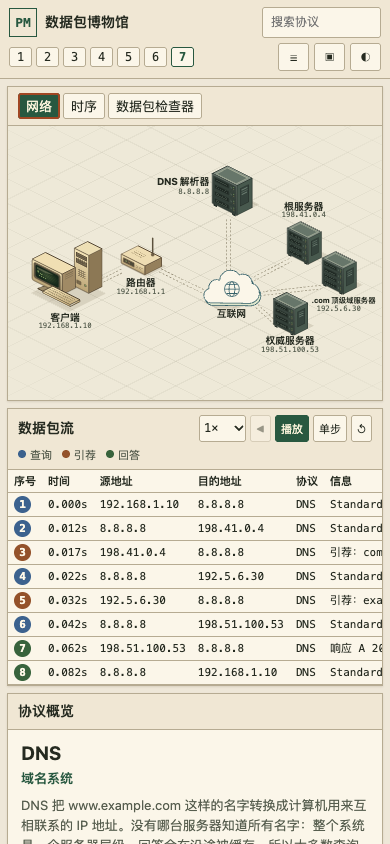 PM 数据包博物馆 搜索协议
1 2 3 4 5 6 7
网络 时序 数据包检查器
DNS 解析器
8.8.8.8
根服务器
198.41.0.4
路由器
192.168.1.1
客户端
192.168.1.10
互联网
.com 顶级域服务器
192.5.6.30
权威服务器
198.51.100.53
数据包流 1× 播放 单步
查询 引荐 回答
序号 时间 源地址 目的地址 协议 信息
1 0.000s 192.168.1.10 8.8.8.8 DNS Standard
2 0.012s 8.8.8.8 198.41.0.4 DNS Standard
3 0.017s 198.41.0.4 8.8.8.8 DNS 引荐: com
4 0.022s 8.8.8.8 192.5.6.30 DNS Standard
5 0.032s 192.5.6.30 8.8.8.8 DNS 引荐: exa
6 0.042s 8.8.8.8 198.51.100.53 DNS Standard
7 0.062s 198.51.100.53 8.8.8.8 DNS 响应 A 20
8 0.082s 8.8.8.8 192.168.1.10 DNS Standard
协议概览
DNS
域名系统
DNS 把 www.example.com 这样的名字转换成计算机用来互
相联系的 IP 地址。没有哪台服务器知道所有名字：整个系统